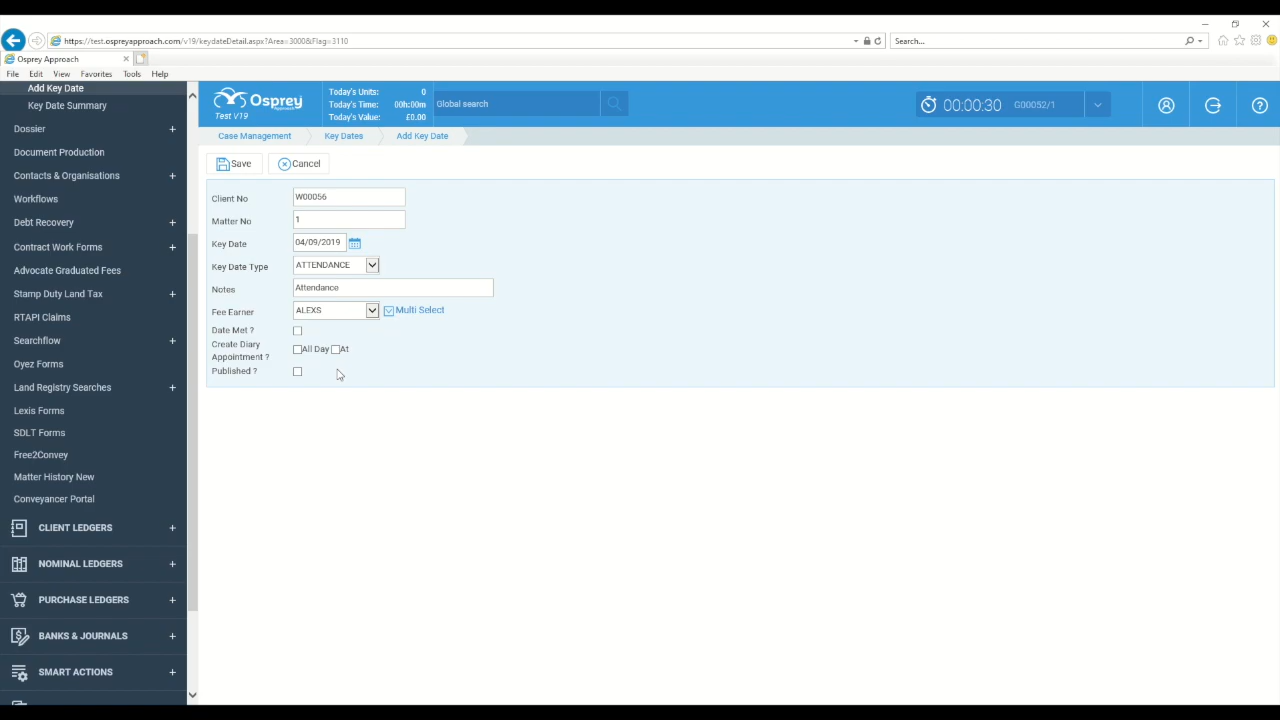 https://test.ospreyapproach.com/v19/keydateDetail.aspx?Area=3000&Flag=3110
Search...
Osprey Approach
File Edit View Favorites Tools Help
Add Key Date
Key Date Summary
Dossier
Document Production
Contacts & Organisations
Workflows
Debt Recovery
Contract Work Forms
Advocate Graduated Fees
Stamp Duty Land Tax
RTAPI Claims
Searchflow
Oyez Forms
Land Registry Searches
Lexis Forms
SDLT Forms
Free2Convey
Matter History New
Conveyancer Portal
CLIENT LEDGERS
NOMINAL LEDGERS
PURCHASE LEDGERS
BANKS & JOURNALS
SMART ACTIONS
Osprey
Test V19
Today's Units: 0
Today's Time: 00h:00m
Today's Value: £0.00
Global search
00:00:30 G00052/1
Case Management Key Dates Add Key Date
Save Cancel
Client No W00056
Matter No 1
Key Date 04/09/2019
Key Date Type ATTENDANCE
Notes Attendance
Fee Earner ALEXS Multi Select
Date Met ?
Create Diary Appointment ? All Day At
Published ?